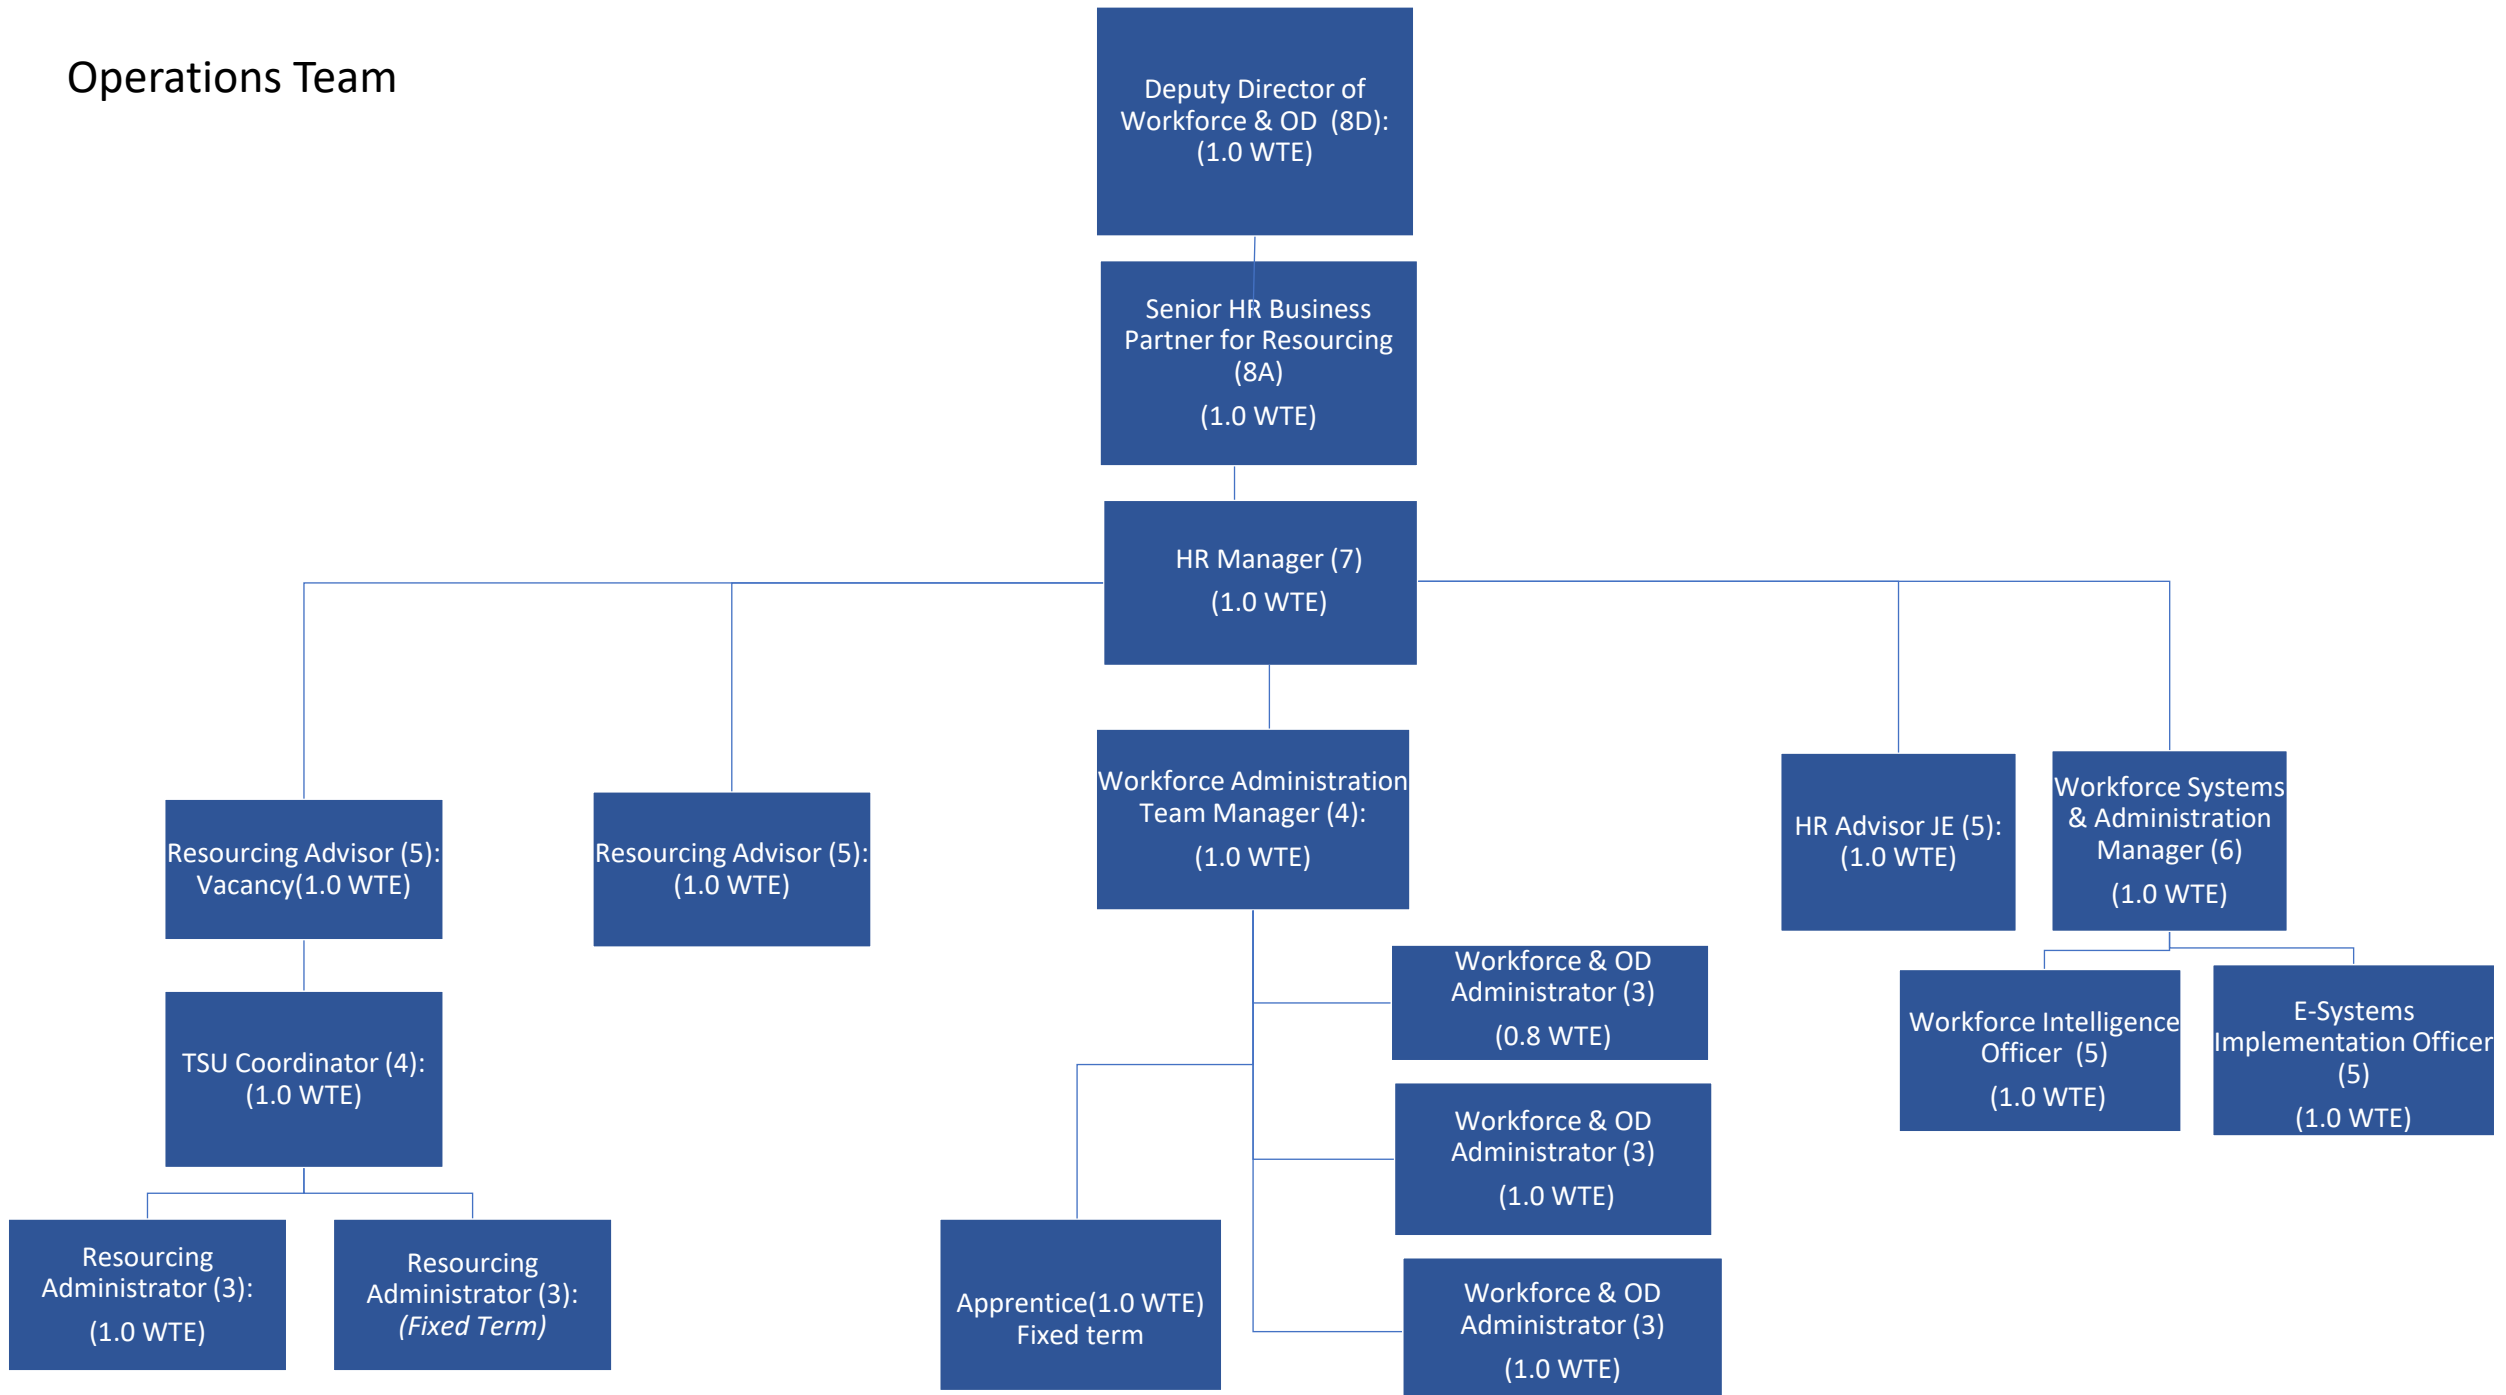 Operations Team
Deputy Director of
Workforce & OD  (8D):
(1.0 WTE)
Senior HR Business
Partner for Resourcing
(8A)
(1.0 WTE)
HR Manager (7)
(1.0 WTE)
Resourcing Advisor (5):
Vacancy(1.0 WTE)
Resourcing Advisor (5):
(1.0 WTE)
Workforce Administration
Team Manager (4):
(1.0 WTE)
HR Advisor JE (5):
(1.0 WTE)
Workforce Systems
& Administration
Manager (6)
(1.0 WTE)
TSU Coordinator (4):
(1.0 WTE)
Workforce & OD
Administrator (3)
(0.8 WTE)
Workforce & OD
Administrator (3)
(1.0 WTE)
Workforce & OD
Administrator (3)
(1.0 WTE)
Workforce Intelligence
Officer  (5)
(1.0 WTE)
E-Systems
Implementation Officer
(5)
(1.0 WTE)
Resourcing
Administrator (3):
(1.0 WTE)
Resourcing
Administrator (3):
(Fixed Term)
Apprentice(1.0 WTE)
Fixed term